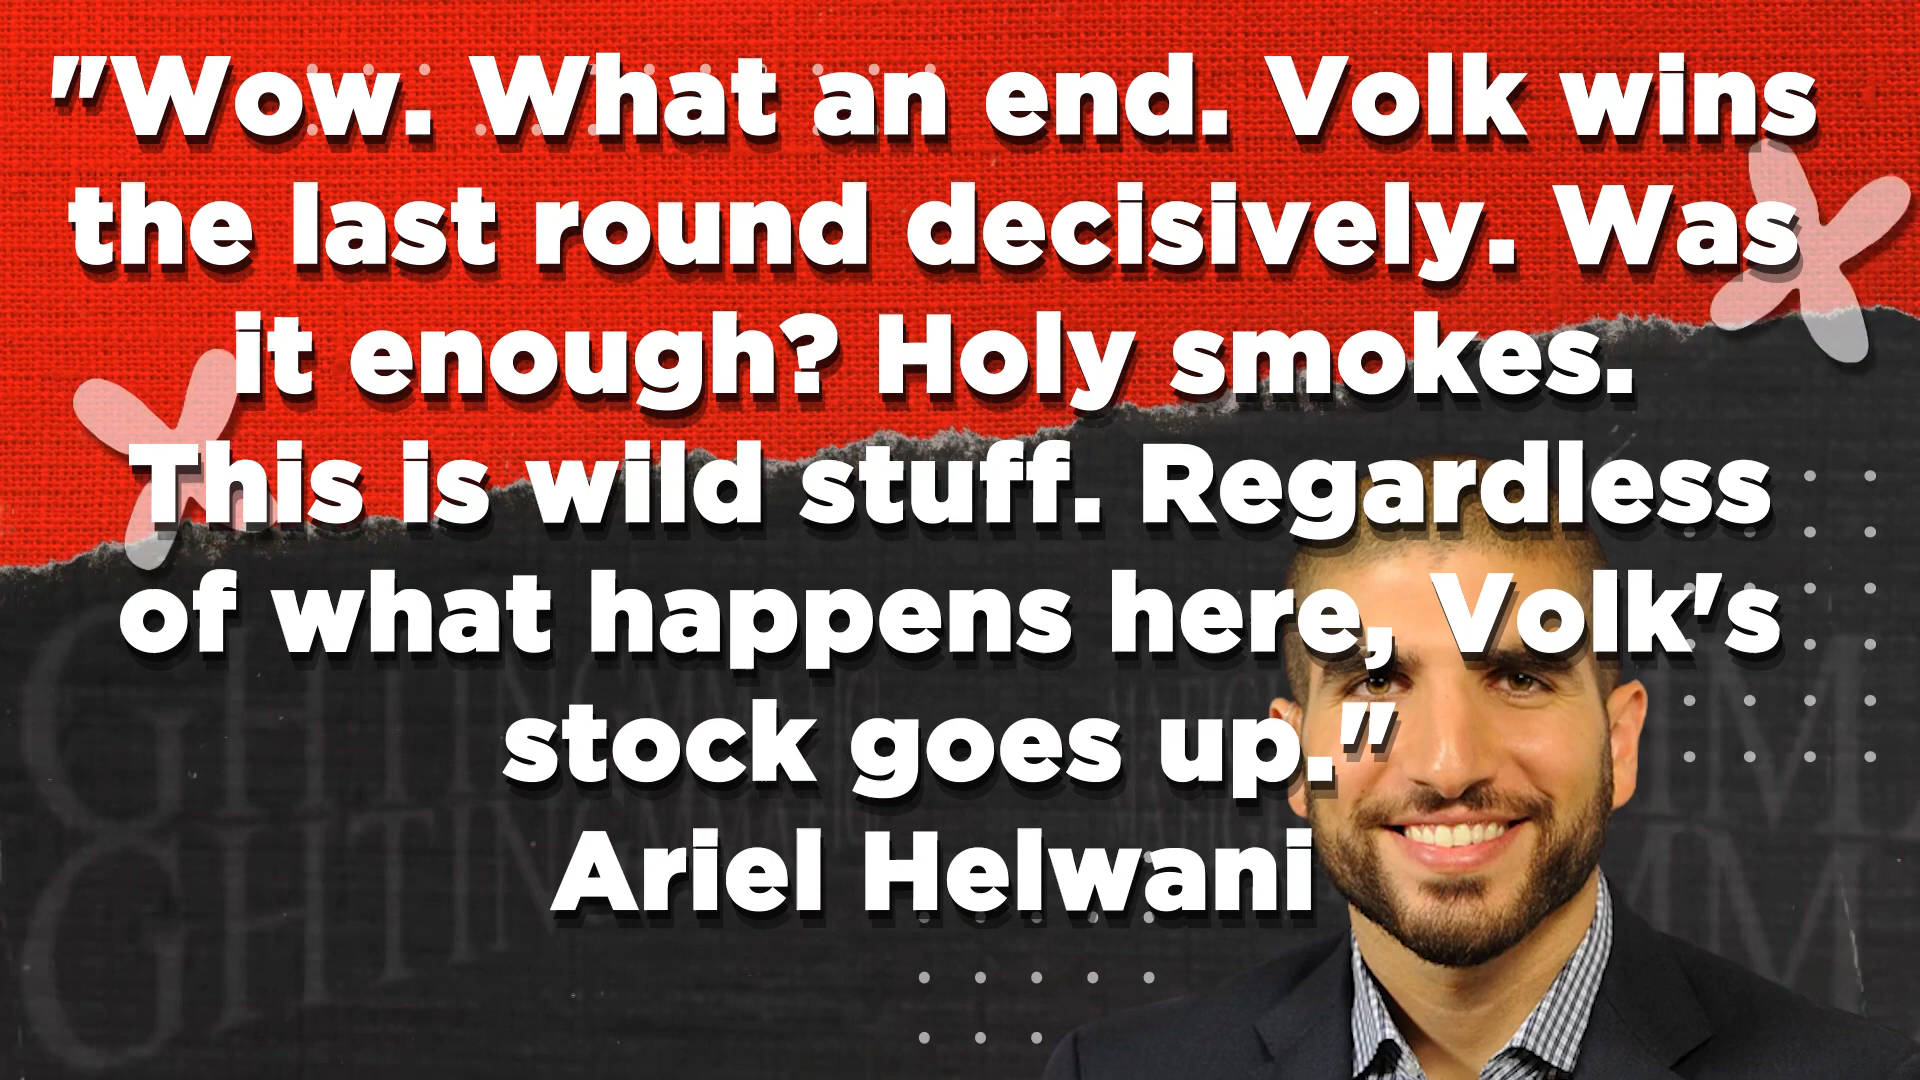 "Wow. What an end. Volk wins
the last round decisively. Was
it enough? Holy smokes.
This is wild stuff. Regardless
of what happens here, Volk's
stock goes up."
Ariel Helwani